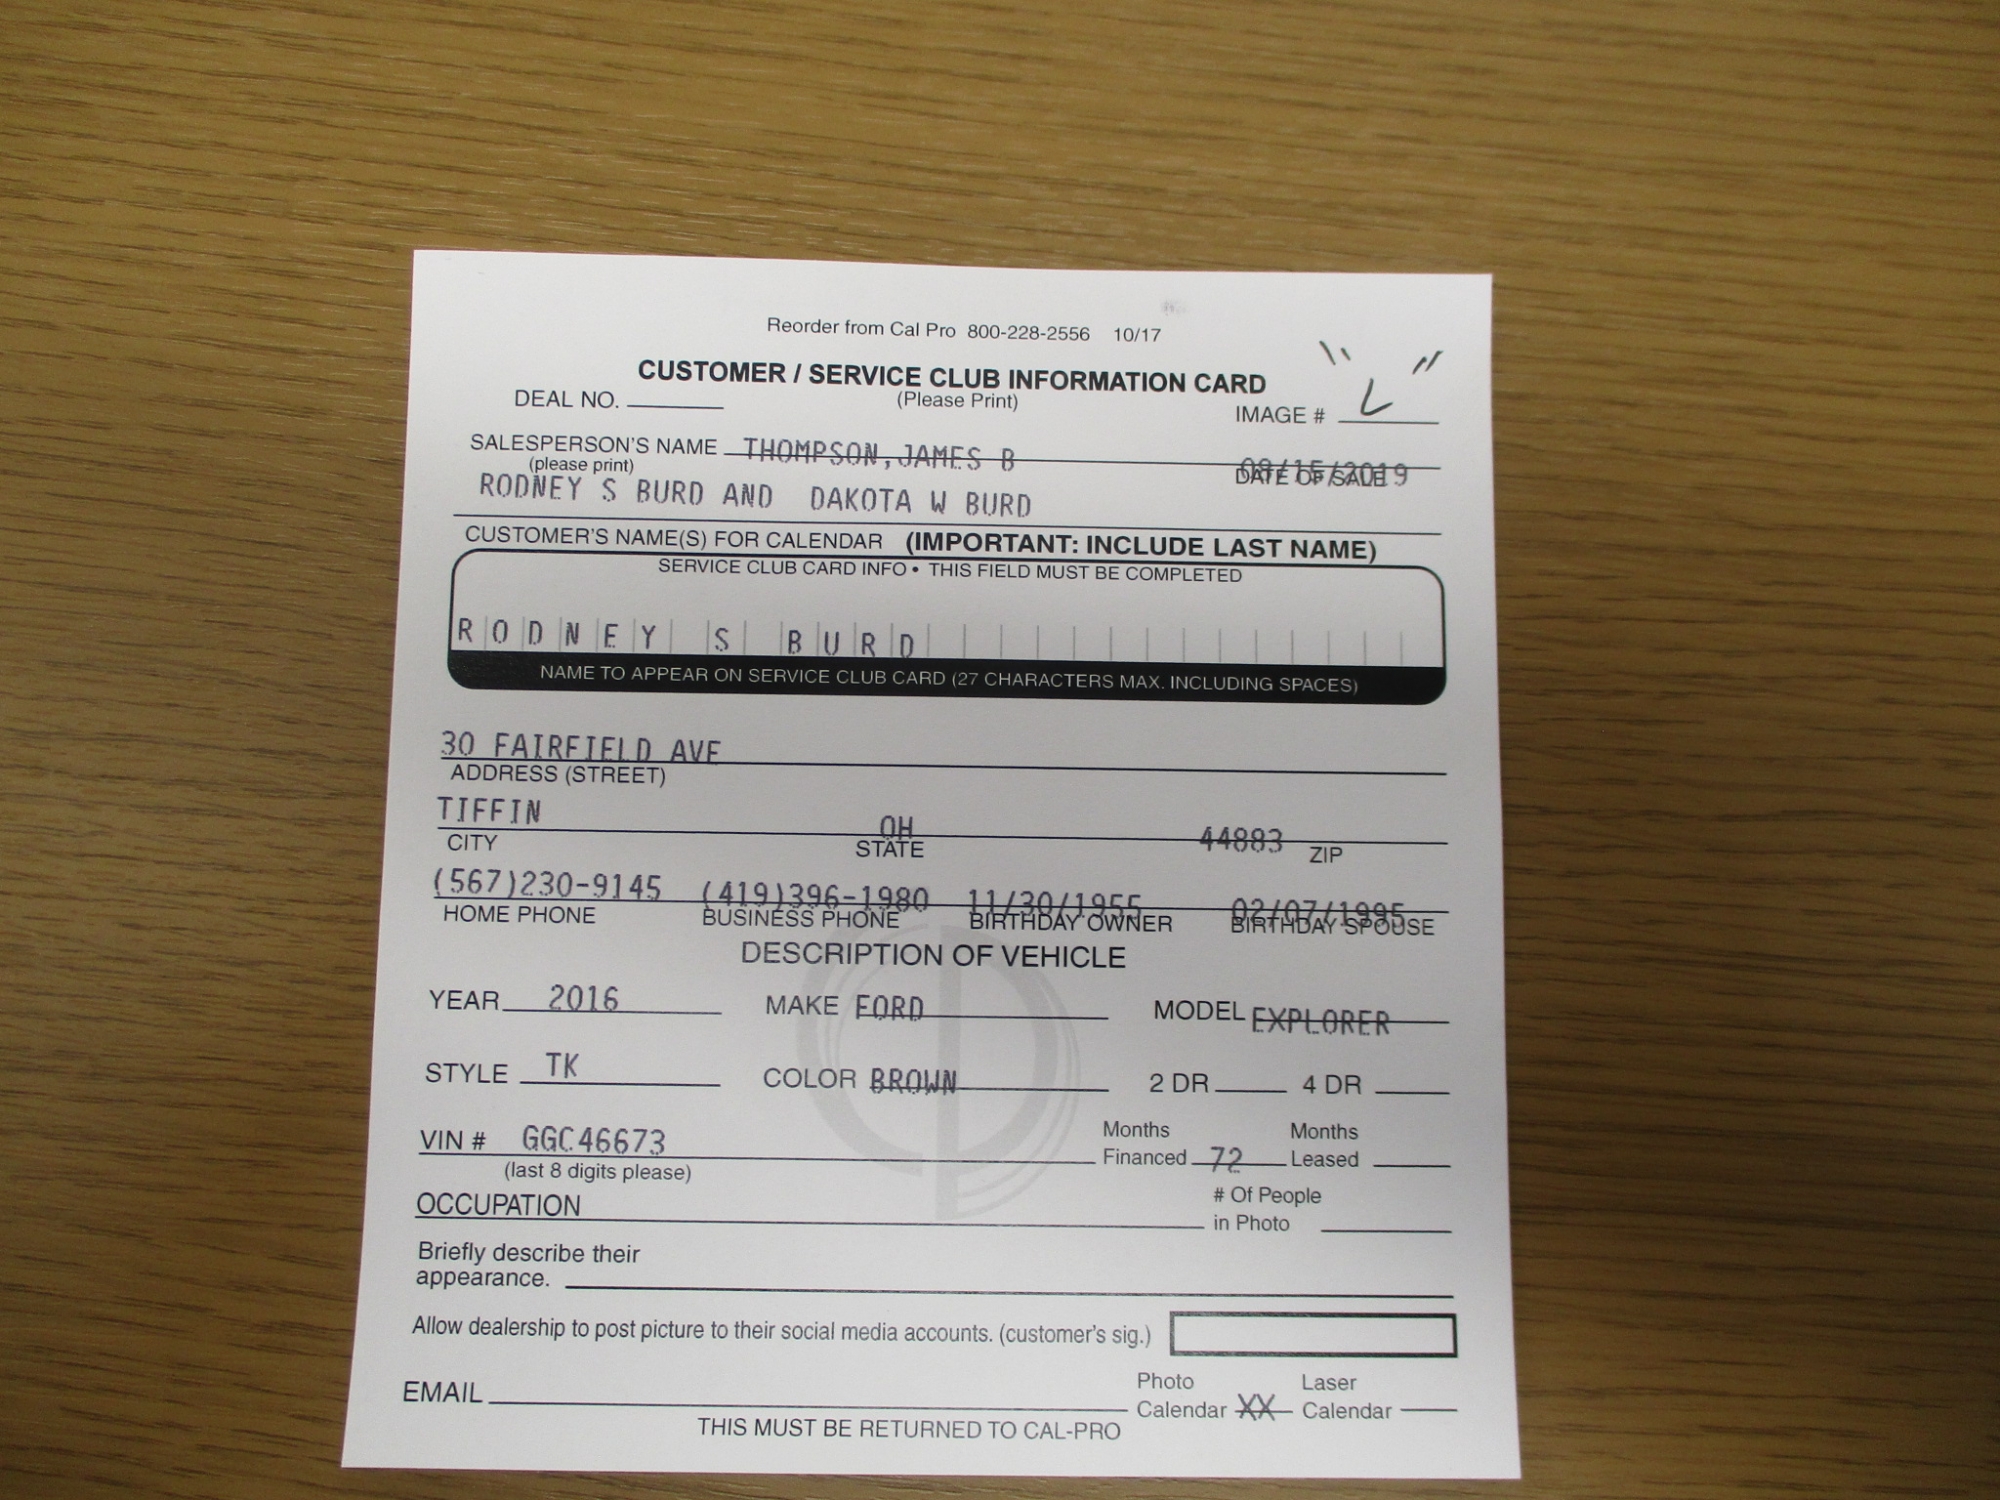 Reorder from Cal Pro 800-228-2556 10/17
CUSTOMER / SERVICE CLUB INFORMATION CARD
DEAL NO. (Please Print) IMAGE # "L"
SALESPERSON'S NAME THOMPSON,JAMES B
(please print) DATE OF SALE /15/2019
RODNEY S BURD AND DAKOTA W BURD
CUSTOMER'S NAME(S) FOR CALENDAR (IMPORTANT: INCLUDE LAST NAME)
SERVICE CLUB CARD INFO • THIS FIELD MUST BE COMPLETED
RODNEY S BURD
NAME TO APPEAR ON SERVICE CLUB CARD (27 CHARACTERS MAX. INCLUDING SPACES)
30 FAIRFIELD AVE
ADDRESS (STREET)
TIFFIN OH 44883
CITY STATE ZIP
(567)230-9145 (419)396-1980 11/30/1955 02/07/1995
HOME PHONE BUSINESS PHONE BIRTHDAY OWNER BIRTHDAY SPOUSE
DESCRIPTION OF VEHICLE
YEAR 2016 MAKE FORD MODEL EXPLORER
STYLE TK COLOR BROWN 2 DR 4 DR
VIN # GGC46673 Months Financed 72 Months Leased
(last 8 digits please)
OCCUPATION # Of People in Photo
Briefly describe their
appearance.
Allow dealership to post picture to their social media accounts. (customer's sig.)
EMAIL Photo Calendar XX Laser Calendar
THIS MUST BE RETURNED TO CAL-PRO